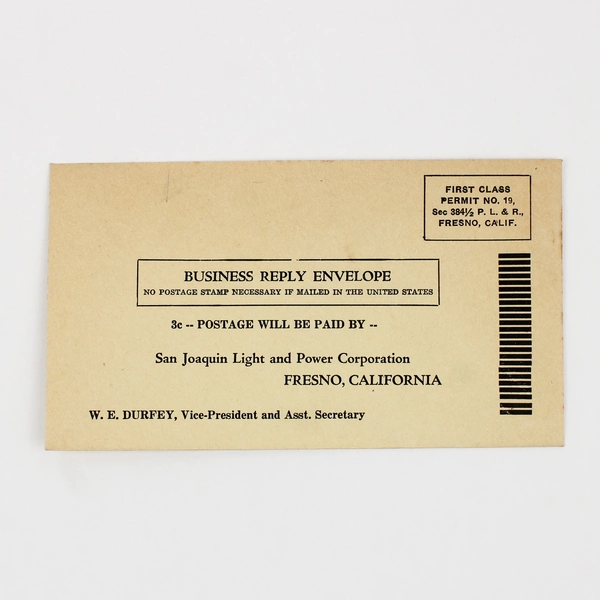 FIRST CLASS
PERMIT NO. 19,
Sec 384½ P. L. & R.,
FRESNO, CALIF.
BUSINESS REPLY ENVELOPE
NO POSTAGE STAMP NECESSARY IF MAILED IN THE UNITED STATES
3c -- POSTAGE WILL BE PAID BY --
San Joaquin Light and Power Corporation
FRESNO, CALIFORNIA
W. E. DURFEY, Vice-President and Asst. Secretary